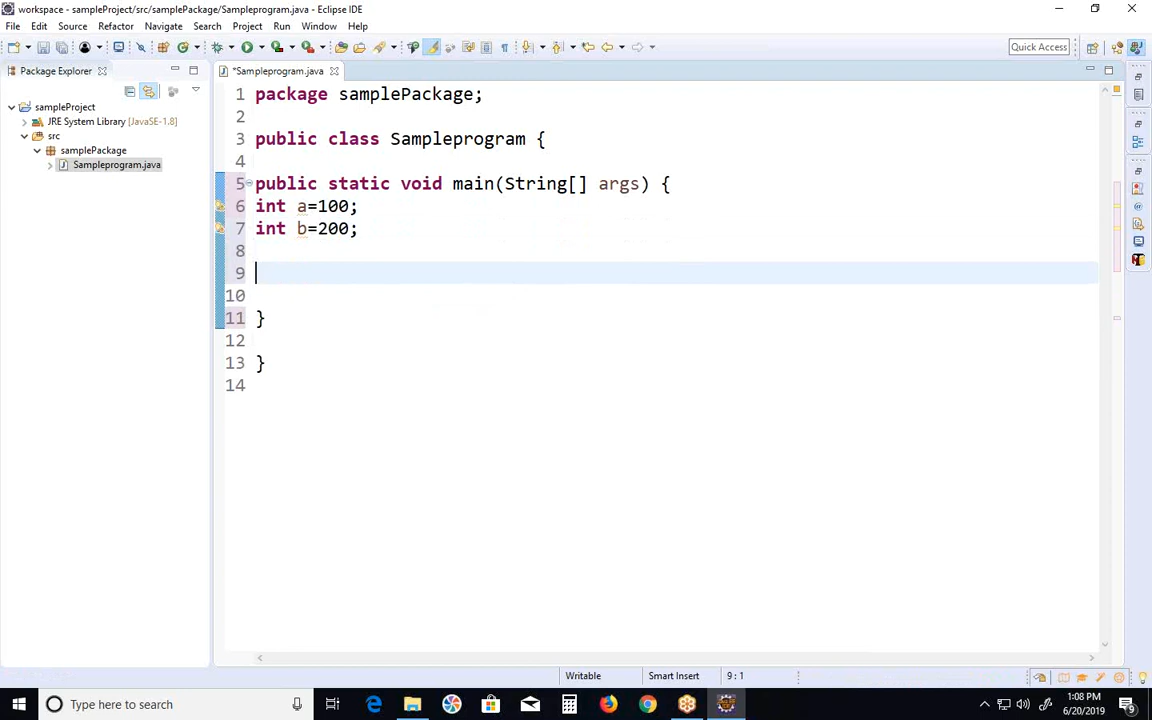 workspace - sampleProject/src/samplePackage/Sampleprogram.java - Eclipse IDE
File Edit Source Refactor Navigate Search Project Run Window Help
Quick Access
Package Explorer
*Sampleprogram.java
sampleProject
JRE System Library [JavaSE-1.8]
src
samplePackage
Sampleprogram.java
1 package samplePackage;
2
3 public class Sampleprogram {
4
5 public static void main(String[] args) {
6 int a=100;
7 int b=200;
8
9
10
11 }
12
13 }
14
Writable Smart Insert 9 : 1
Type here to search
1:08 PM
6/20/2019
9